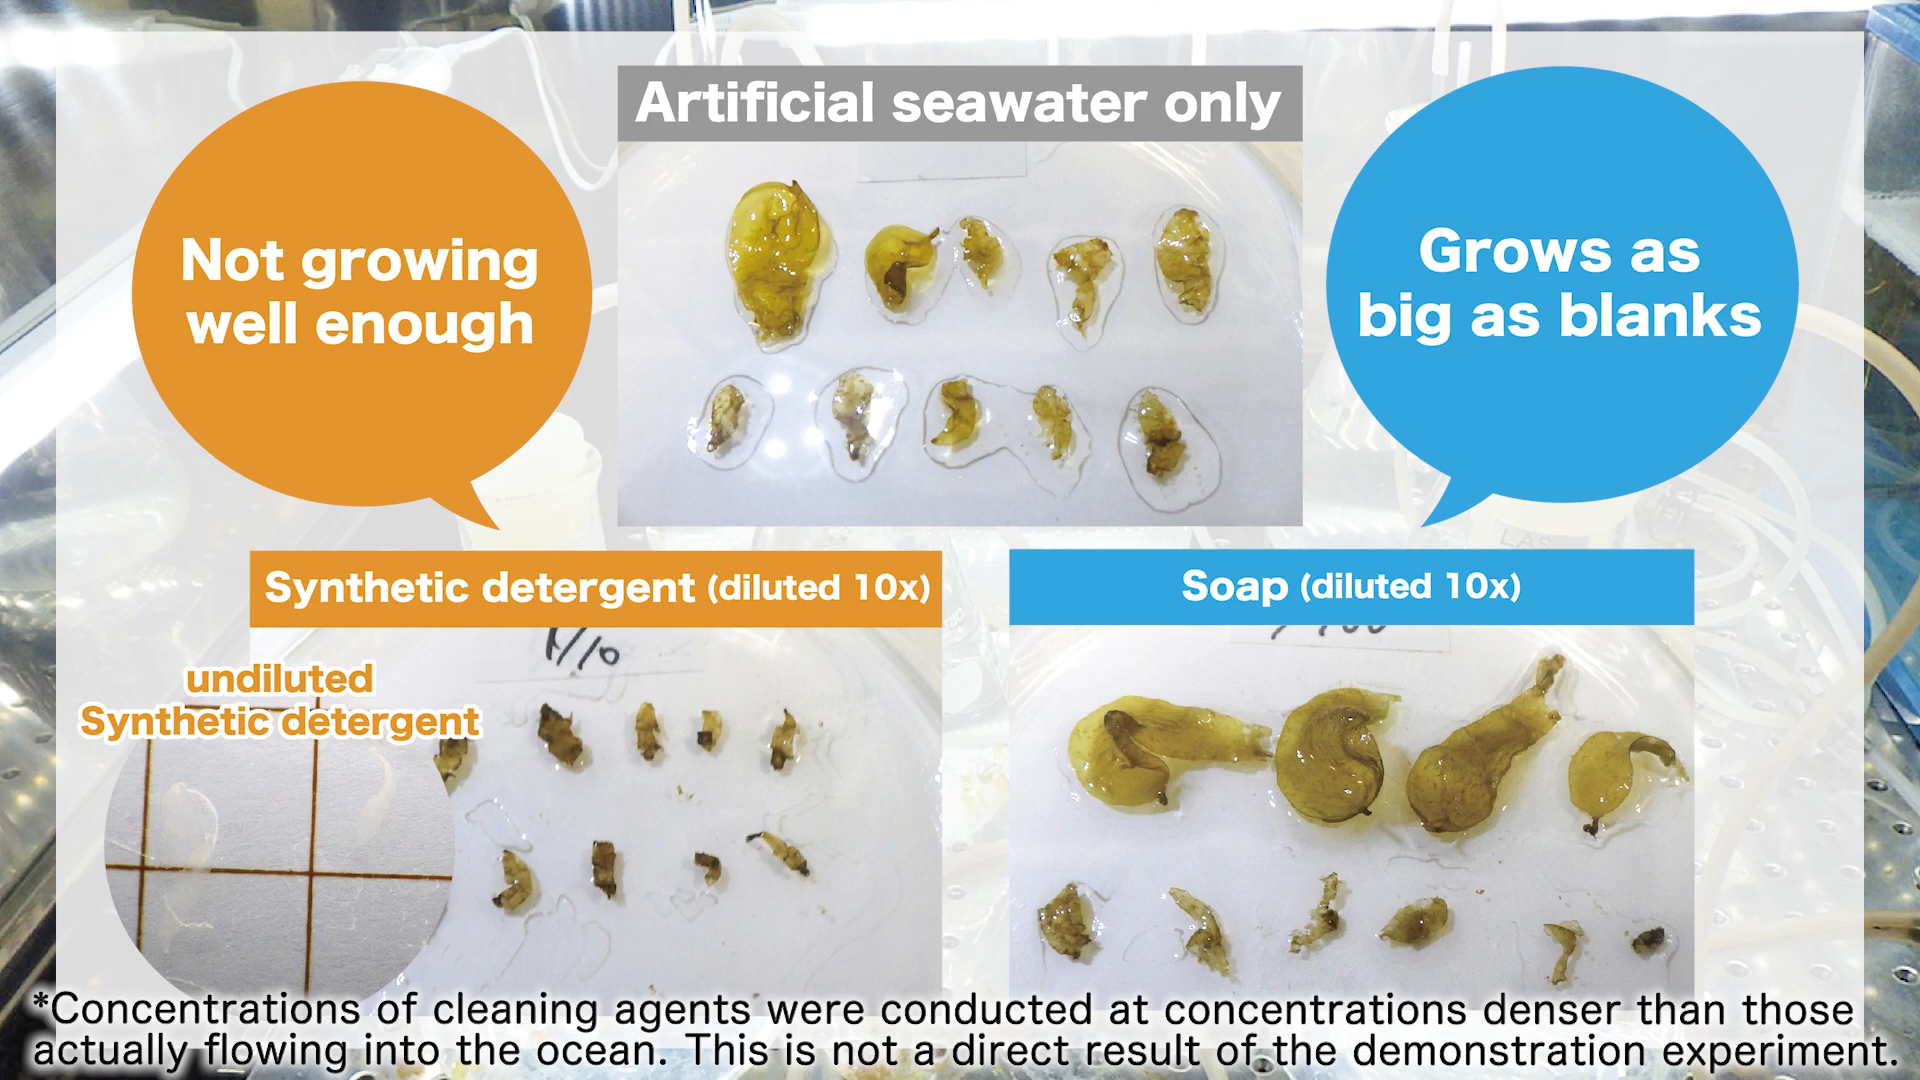 Artificial seawater only
Not growing
well enough
Grows as
big as blanks
Synthetic detergent (diluted 10x)
Soap (diluted 10x)
1/10
undiluted
Synthetic detergent
*Concentrations of cleaning agents were conducted at concentrations denser than those
actually flowing into the ocean. This is not a direct result of the demonstration experiment.